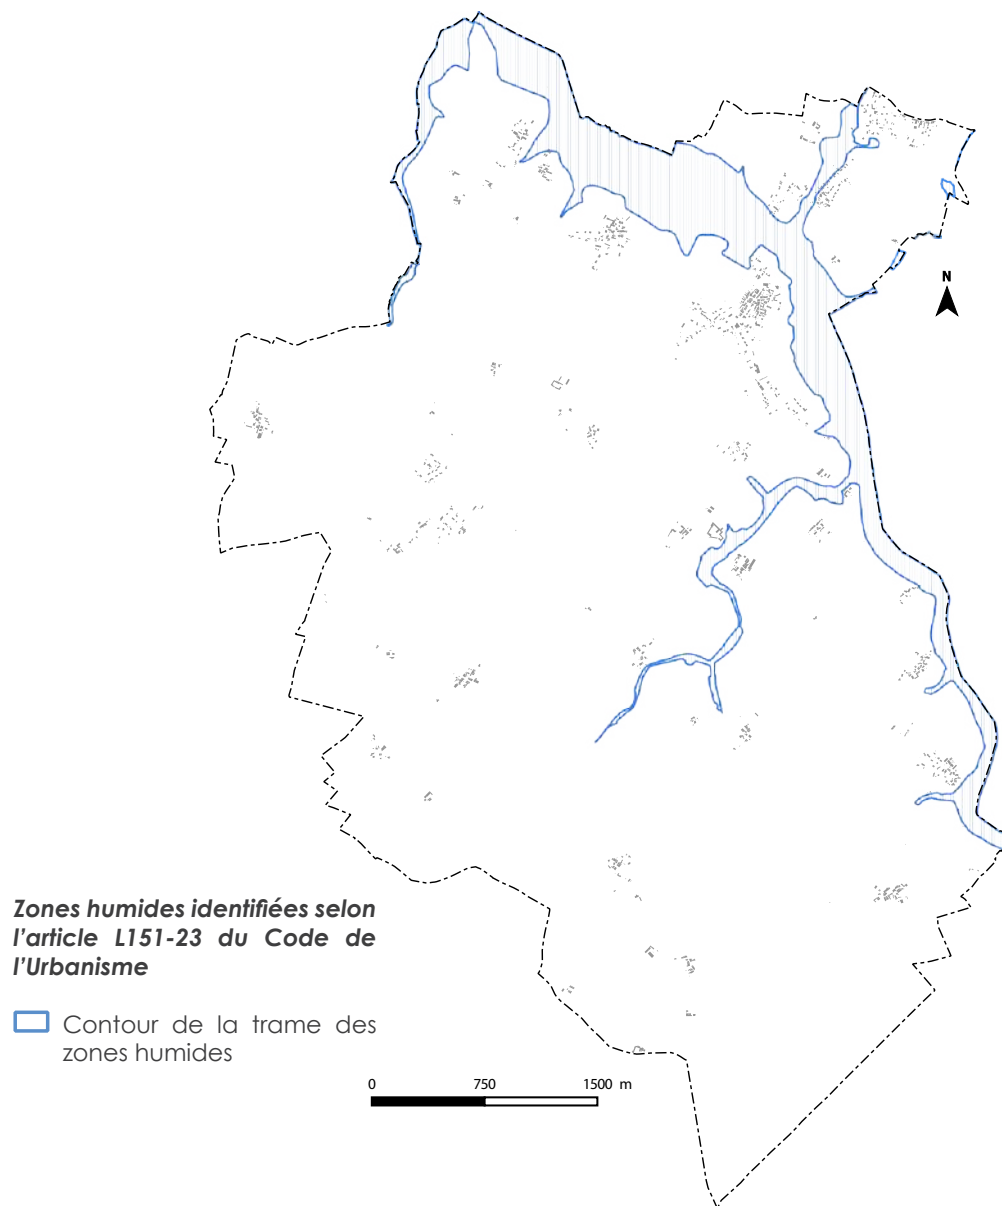 N
Zones humides identifiées selon
l'article L151-23 du Code de
l'Urbanisme
Contour de la trame des
zones humides
0 750 1500 m